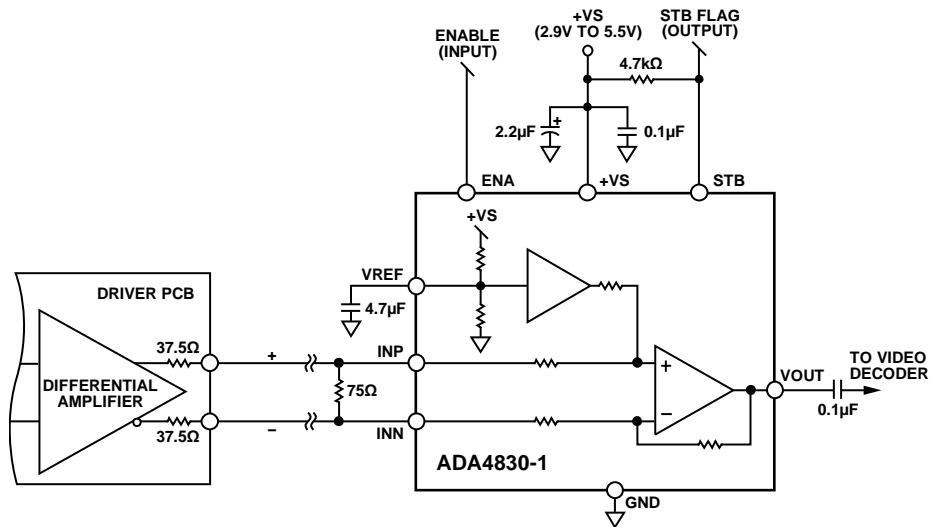 ENABLE
(INPUT)
+VS
(2.9V TO 5.5V)
STB FLAG
(OUTPUT)
4.7kΩ
2.2µF
+
0.1µF
ENA
+VS
STB
+VS
VREF
4.7µF
DRIVER PCB
37.5Ω
+
INP
+
DIFFERENTIAL
AMPLIFIER
75Ω
VOUT
TO VIDEO
DECODER
0.1µF
37.5Ω
–
INN
–
ADA4830-1
GND